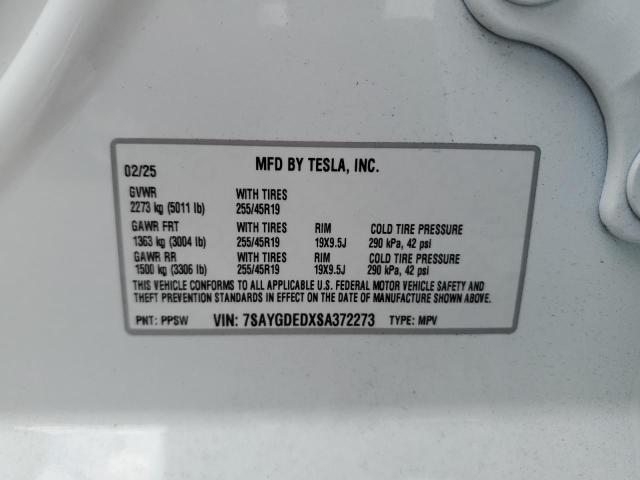 02/25 MFD BY TESLA, INC.
GVWR WITH TIRES
2273 kg (5011 lb) 255/45R19
GAWR FRT WITH TIRES RIM COLD TIRE PRESSURE
1363 kg (3004 lb) 255/45R19 19X9.5J 290 kPa, 42 psi
GAWR RR WITH TIRES RIM COLD TIRE PRESSURE
1500 kg (3306 lb) 255/45R19 19X9.5J 290 kPa, 42 psi
THIS VEHICLE CONFORMS TO ALL APPLICABLE U.S. FEDERAL MOTOR VEHICLE SAFETY AND
THEFT PREVENTION STANDARDS IN EFFECT ON THE DATE OF MANUFACTURE SHOWN ABOVE.
PNT: PPSW VIN: 7SAYGDEDXSA372273 TYPE: MPV